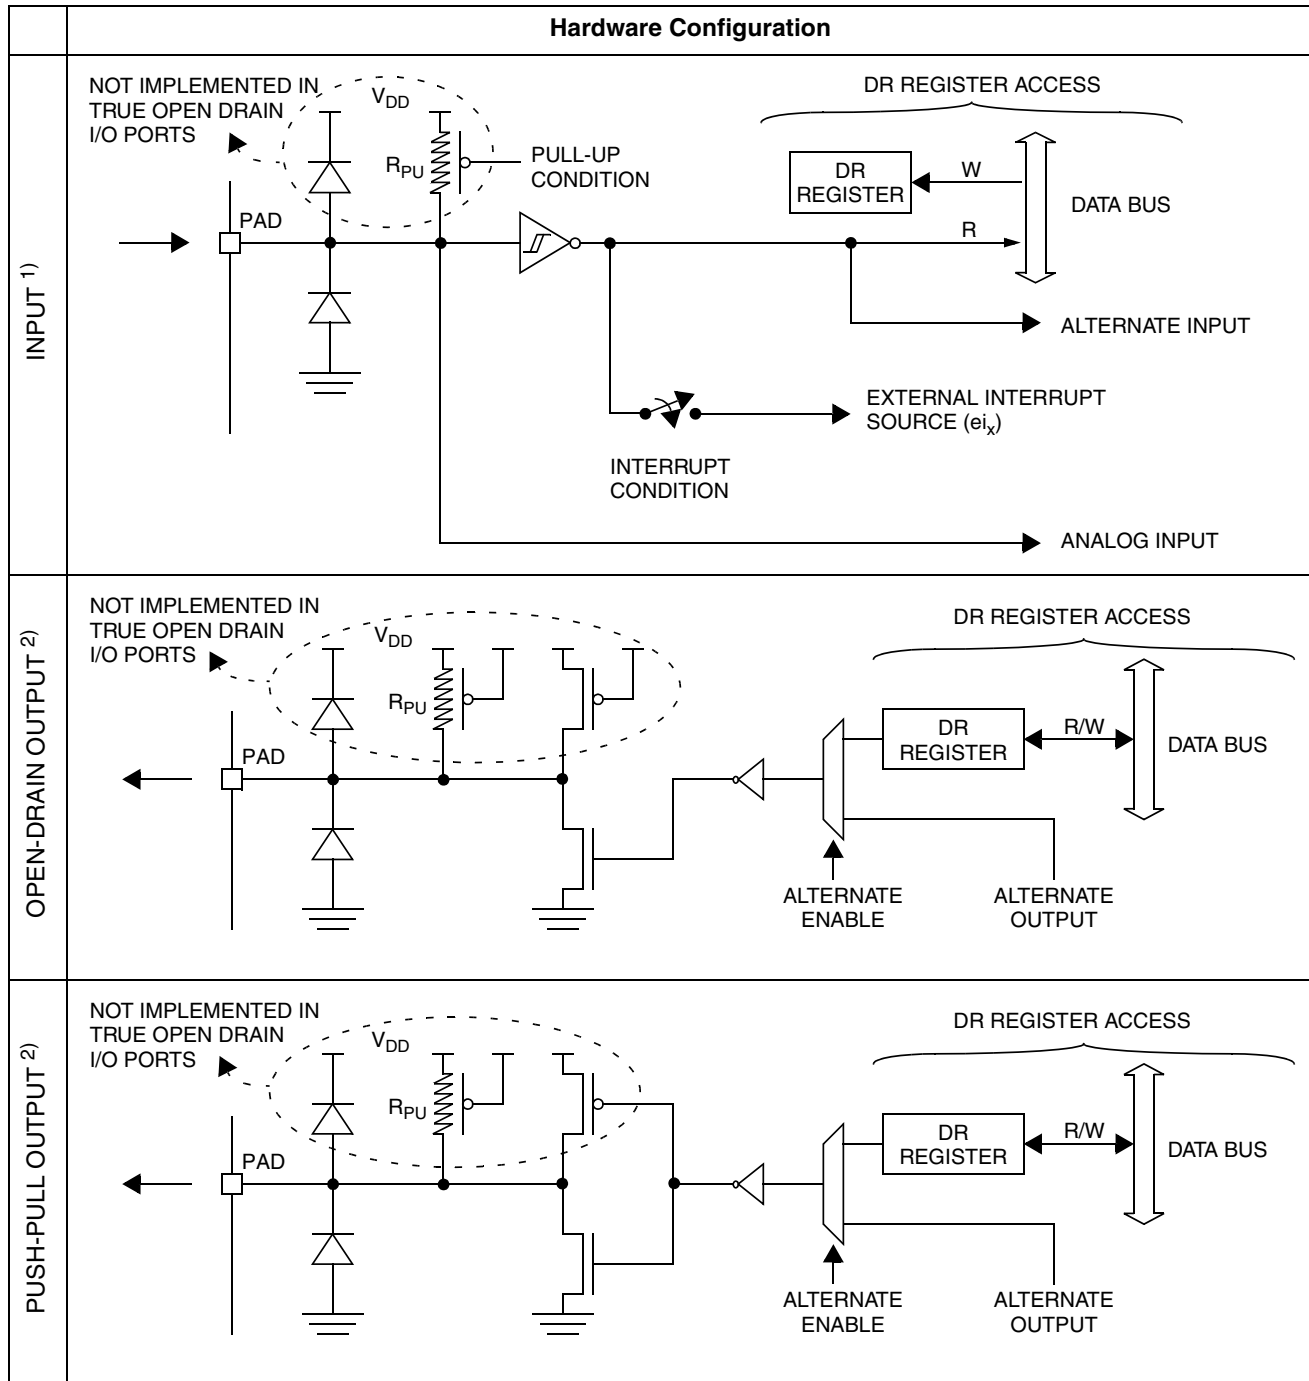 Hardware Configuration
INPUT 1)
NOT IMPLEMENTED IN
TRUE OPEN DRAIN
I/O PORTS
VDD
RPU
PULL-UP
CONDITION
PAD
DR REGISTER ACCESS
DR
REGISTER
W
R
DATA BUS
ALTERNATE INPUT
EXTERNAL INTERRUPT
SOURCE (eix)
INTERRUPT
CONDITION
ANALOG INPUT
OPEN-DRAIN OUTPUT 2)
NOT IMPLEMENTED IN
TRUE OPEN DRAIN
I/O PORTS
VDD
RPU
PAD
DR REGISTER ACCESS
DR
REGISTER
R/W
DATA BUS
ALTERNATE
ENABLE
ALTERNATE
OUTPUT
PUSH-PULL OUTPUT 2)
NOT IMPLEMENTED IN
TRUE OPEN DRAIN
I/O PORTS
VDD
RPU
PAD
DR REGISTER ACCESS
DR
REGISTER
R/W
DATA BUS
ALTERNATE
ENABLE
ALTERNATE
OUTPUT